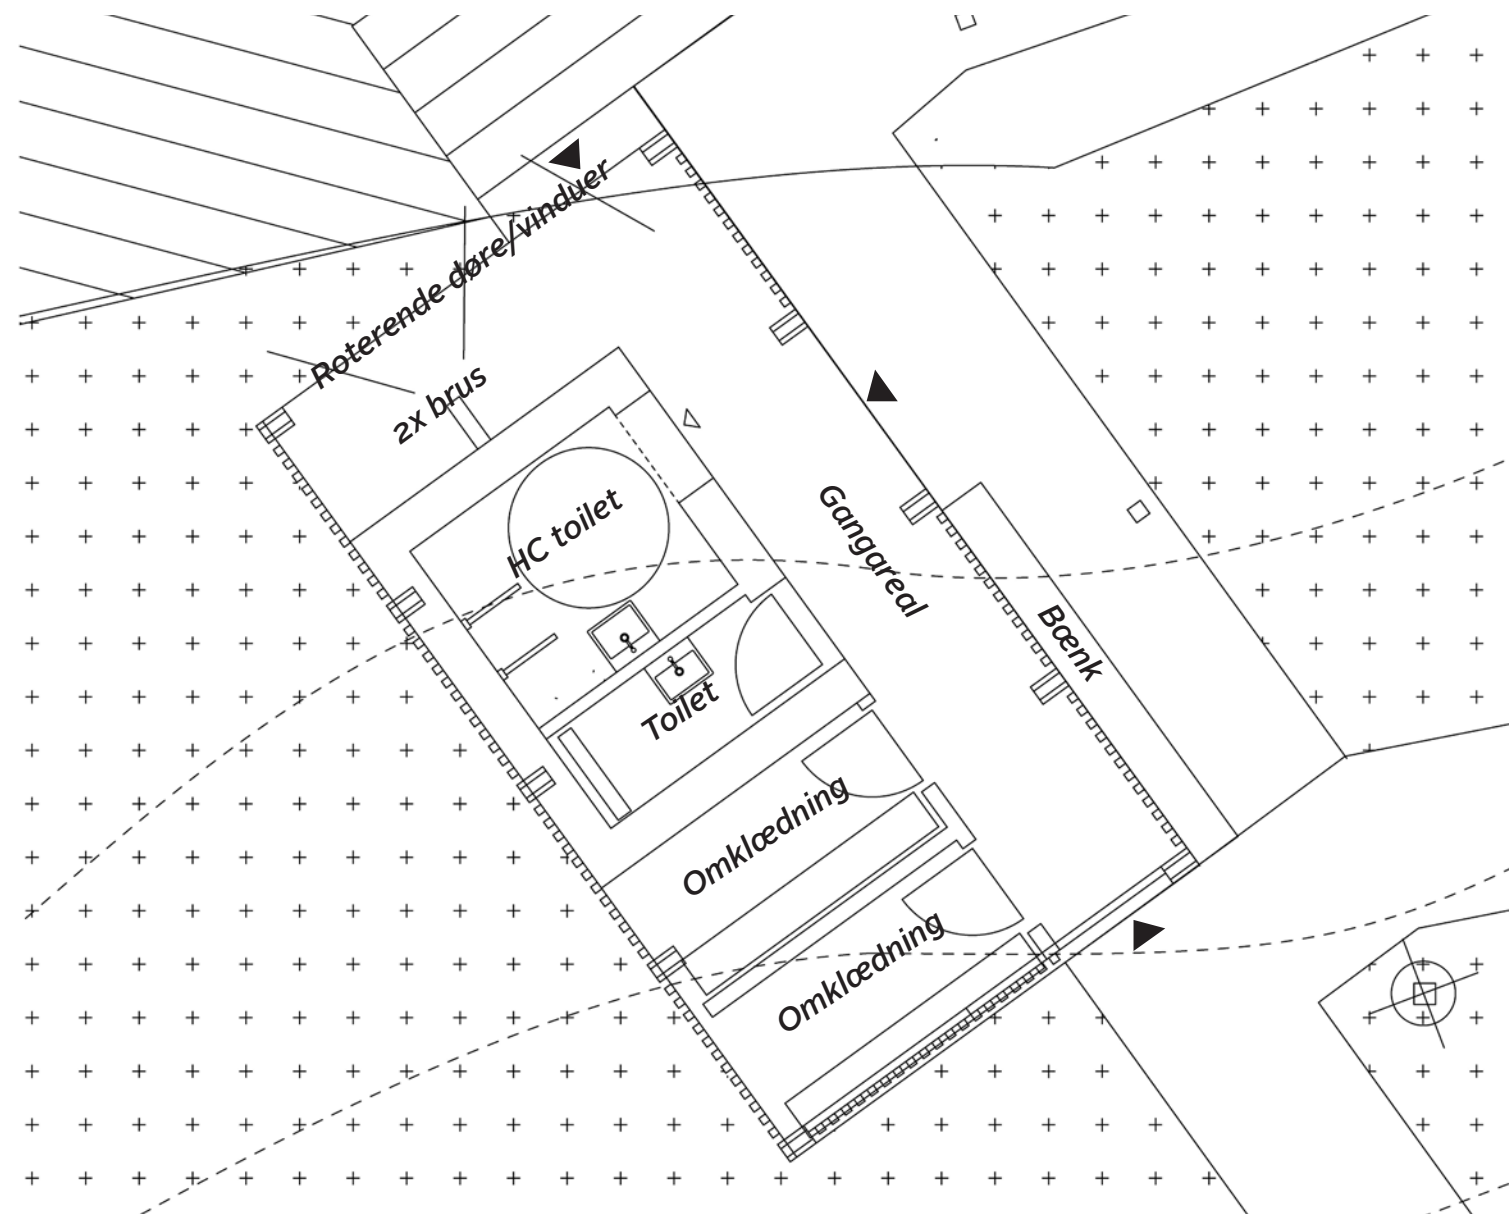 Roterende døre/vinduer
2x brus
HC toilet
Gangareal
Bænk
Toilet
Omklædning
Omklædning